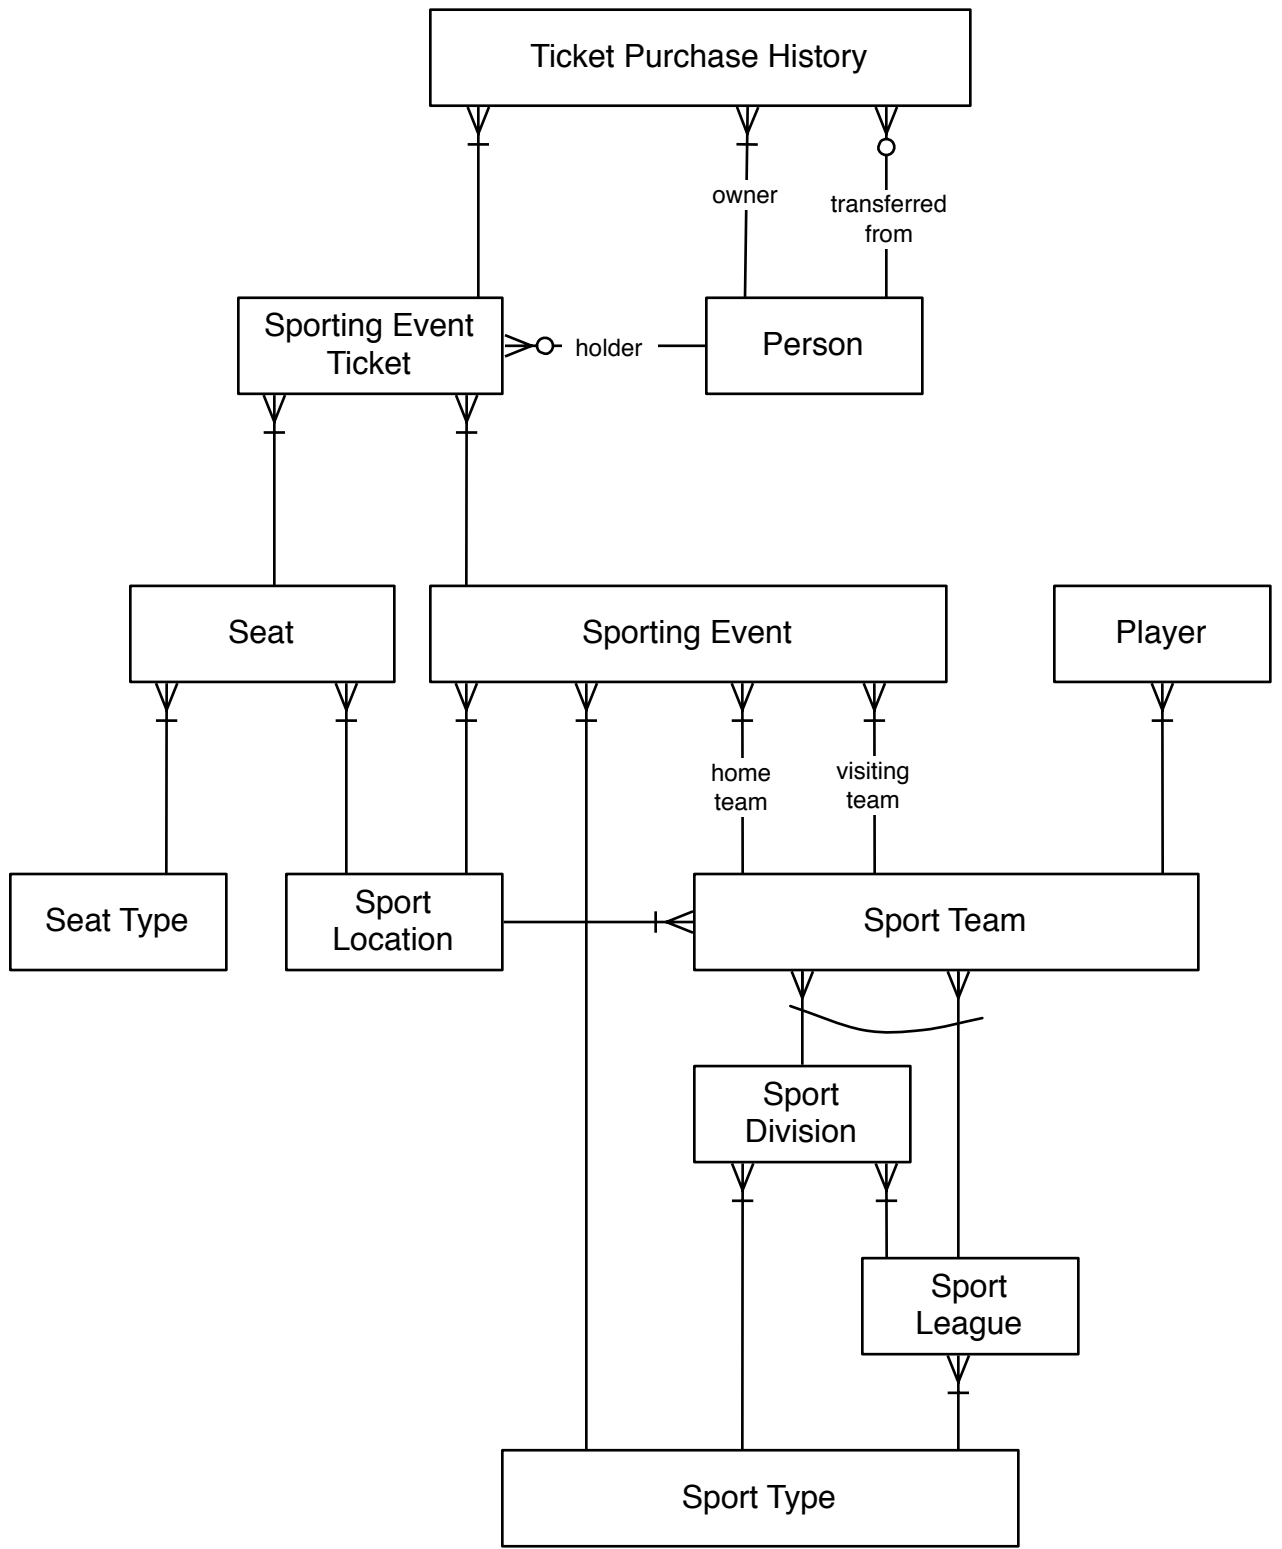 Ticket Purchase History
owner
transferred
from
Sporting Event
Ticket
holder
Person
Seat
Sporting Event
Player
home
team
visiting
team
Seat Type
Sport
Location
Sport Team
Sport
Division
Sport
League
Sport Type